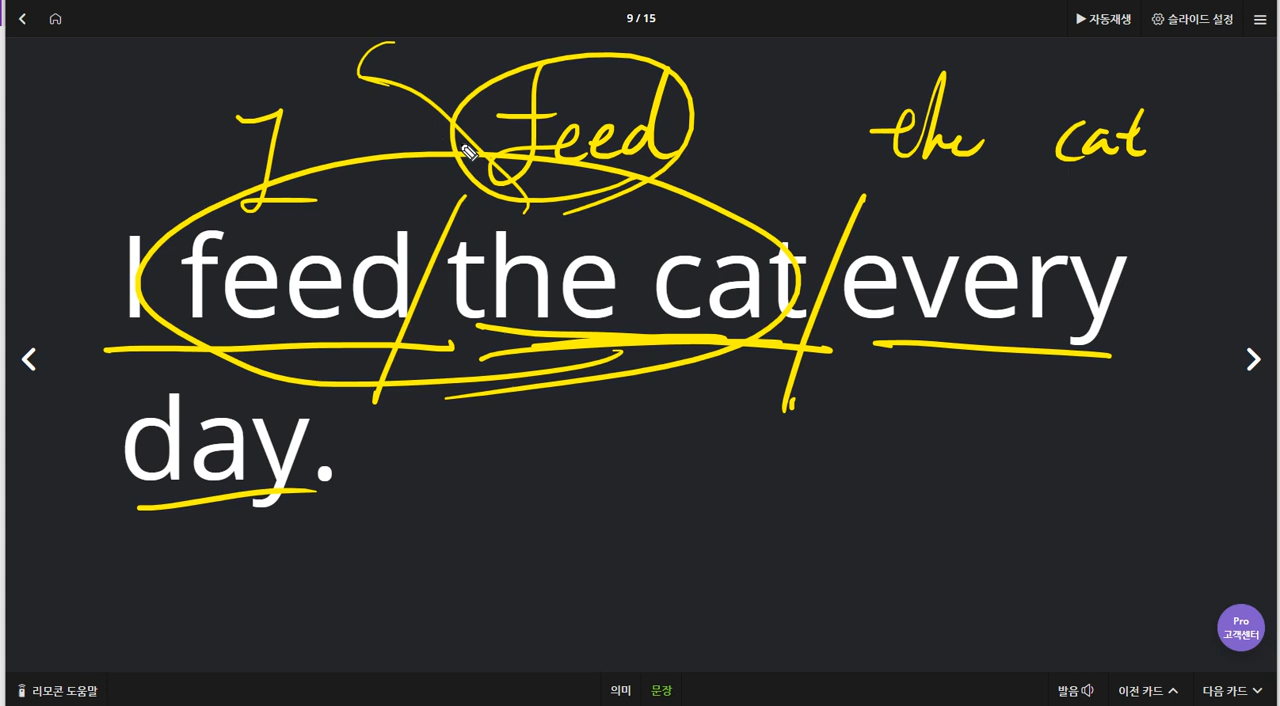 9 / 15
자동재생
슬라이드 설정
I feed the cat
I feed the cat every
day.
Pro
고객센터
리모콘 도움말
의미
문장
발음
이전 카드
다음 카드